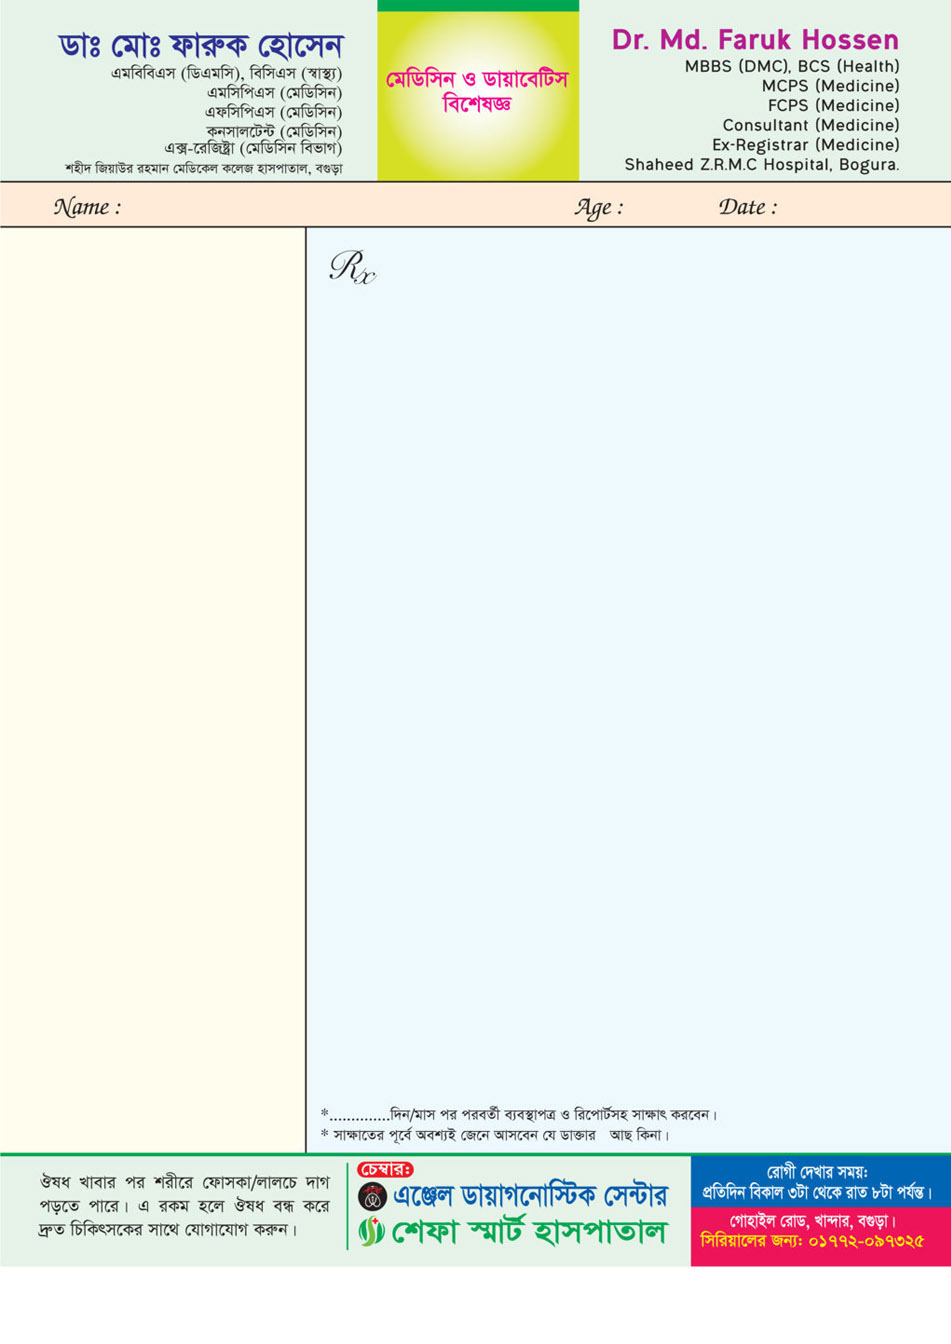 ডাঃ মোঃ ফারুক হোসেন
এমবিবিএস (ডিএমসি), বিসিএস (স্বাস্থ্য)
এমসিপিএস (মেডিসিন)
এফসিপিএস (মেডিসিন)
কনসালটেন্ট (মেডিসিন)
এক্স-রেজিষ্ট্রা (মেডিসিন বিভাগ)
শহীদ জিয়াউর রহমান মেডিকেল কলেজ হাসপাতাল, বগুড়া
মেডিসিন ও ডায়াবেটিস
বিশেষজ্ঞ
Dr. Md. Faruk Hossen
MBBS (DMC), BCS (Health)
MCPS (Medicine)
FCPS (Medicine)
Consultant (Medicine)
Ex-Registrar (Medicine)
Shaheed Z.R.M.C Hospital, Bogura.
Name : Age : Date :
Rx
*..............দিন/মাস পর পরবর্তী ব্যবস্থাপত্র ও রিপোর্টসহ সাক্ষাৎ করবেন।
* সাক্ষাতের পূর্বে অবশ্যই জেনে আসবেন যে ডাক্তার আছ কিনা।
ঔষধ খাবার পর শরীরে ফোসকা/লালচে দাগ
পড়তে পারে। এ রকম হলে ঔষধ বন্ধ করে
দ্রুত চিকিৎসকের সাথে যোগাযোগ করুন।
চেম্বার:
এঞ্জেল ডায়াগনোস্টিক সেন্টার
শেফা স্মার্ট হাসপাতাল
রোগী দেখার সময়:
প্রতিদিন বিকাল ৩টা থেকে রাত ৮টা পর্যন্ত।
গোহাইল রোড, খান্দার, বগুড়া।
সিরিয়ালের জন্য: ০১৭৭২-০৯৭৩২৫